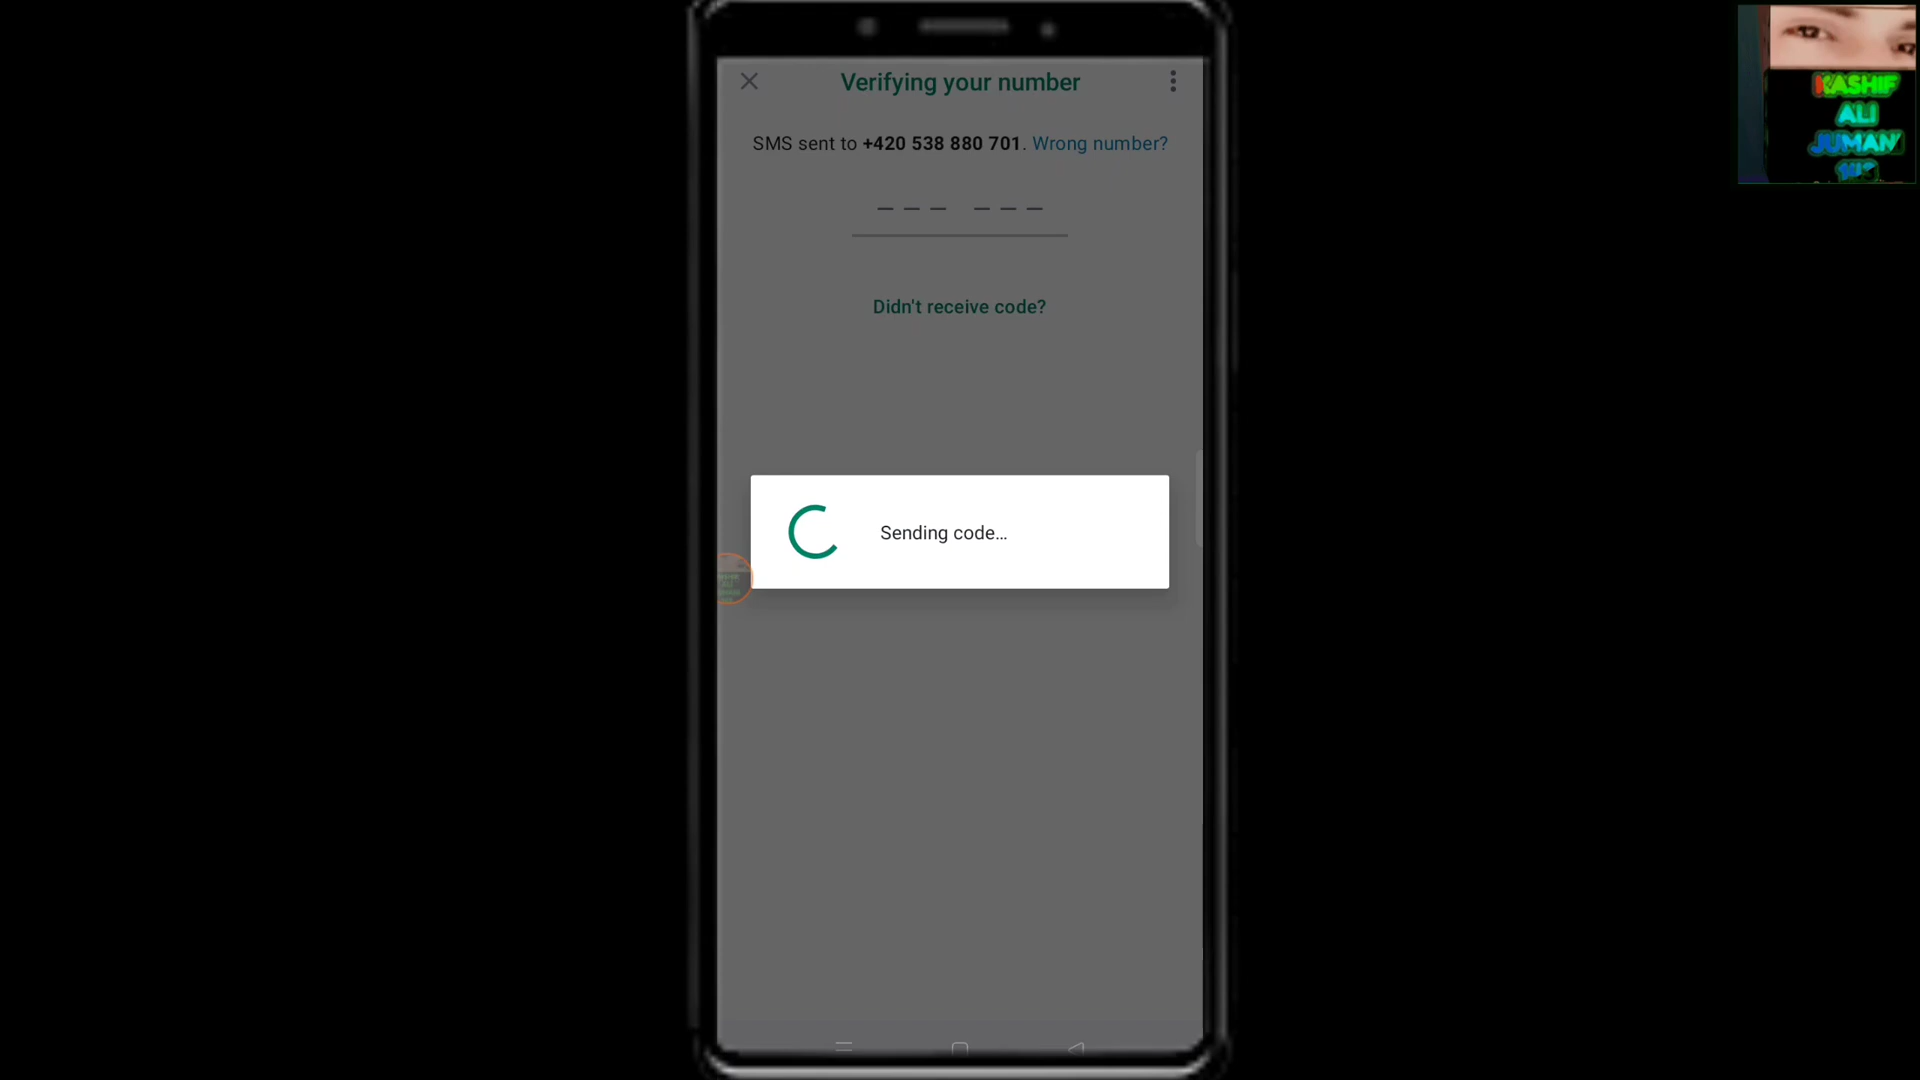 Verifying your number
SMS sent to +420 538 880 701. Wrong number?
Didn't receive code?
Sending code...
KASHIF
ALI